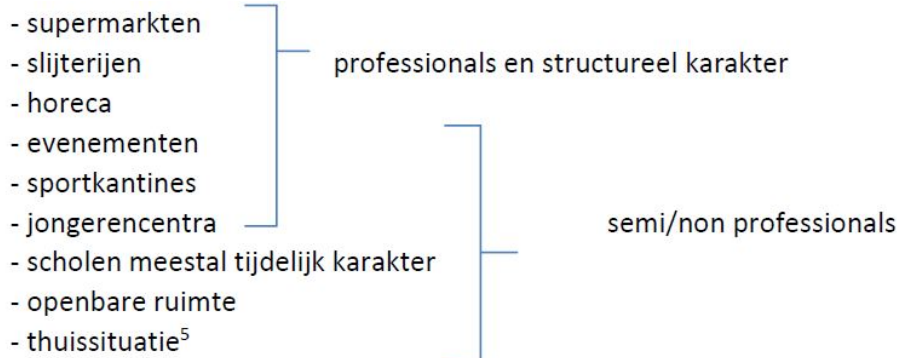 - supermarkten
- slijterijen professionals en structureel karakter
- horeca
- evenementen
- sportkantines
- jongerencentra semi/non professionals
- scholen meestal tijdelijk karakter
- openbare ruimte
- thuissituatie⁵